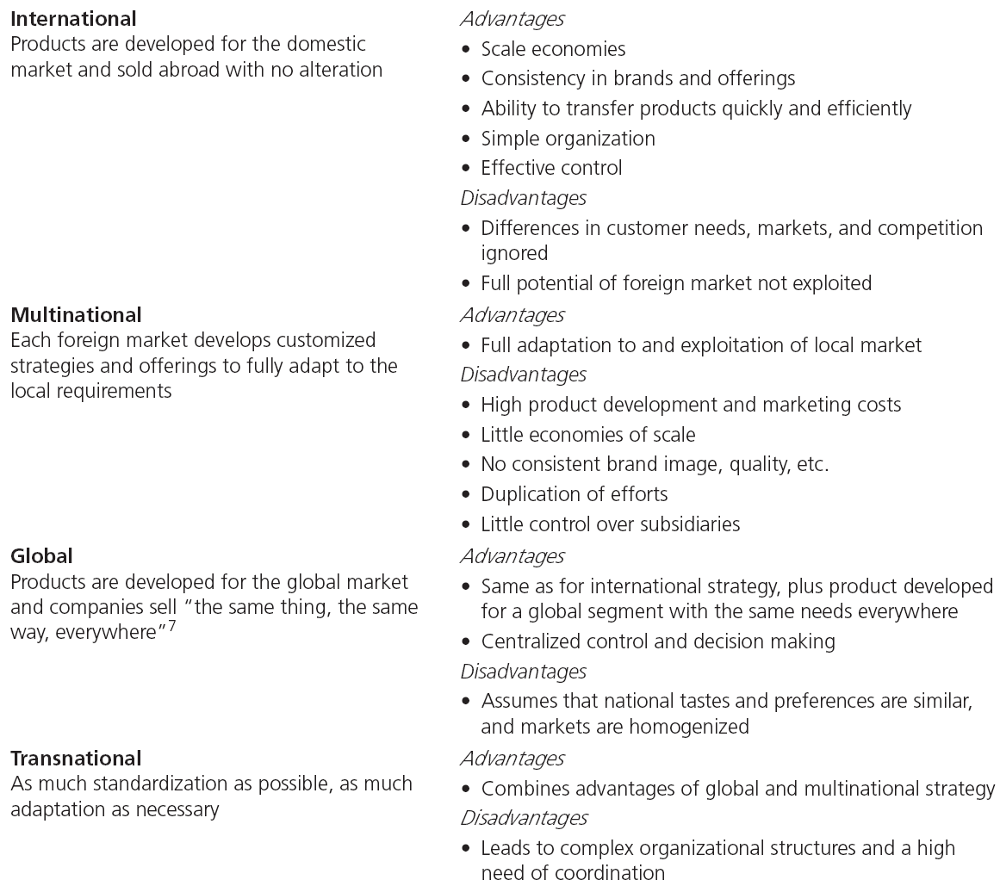 International
Products are developed for the domestic
market and sold abroad with no alteration
Advantages
• Scale economies
• Consistency in brands and offerings
• Ability to transfer products quickly and efficiently
• Simple organization
• Effective control
Disadvantages
• Differences in customer needs, markets, and competition
ignored
• Full potential of foreign market not exploited
Multinational
Each foreign market develops customized
strategies and offerings to fully adapt to the
local requirements
Advantages
• Full adaptation to and exploitation of local market
Disadvantages
• High product development and marketing costs
• Little economies of scale
• No consistent brand image, quality, etc.
• Duplication of efforts
• Little control over subsidiaries
Global
Products are developed for the global market
and companies sell “the same thing, the same
way, everywhere”7
Advantages
• Same as for international strategy, plus product developed
for a global segment with the same needs everywhere
• Centralized control and decision making
Disadvantages
• Assumes that national tastes and preferences are similar,
and markets are homogenized
Transnational
As much standardization as possible, as much
adaptation as necessary
Advantages
• Combines advantages of global and multinational strategy
Disadvantages
• Leads to complex organizational structures and a high
need of coordination